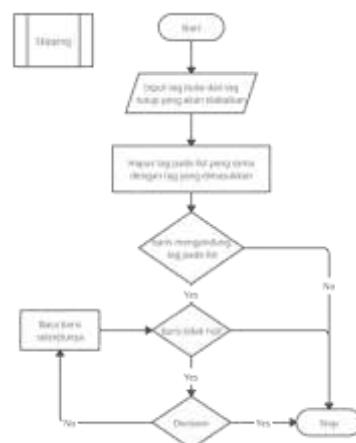 Start
Input tag buka dan tag
tutup yang akan diabaikan
Hapus tag pada list yang sama
dengan tag yang dimasukkan
baris mengandung
tag pada list
No
Yes
Baca baris
selanjutnya
baris tidak null
Yes
No
Decision
Yes
Stop